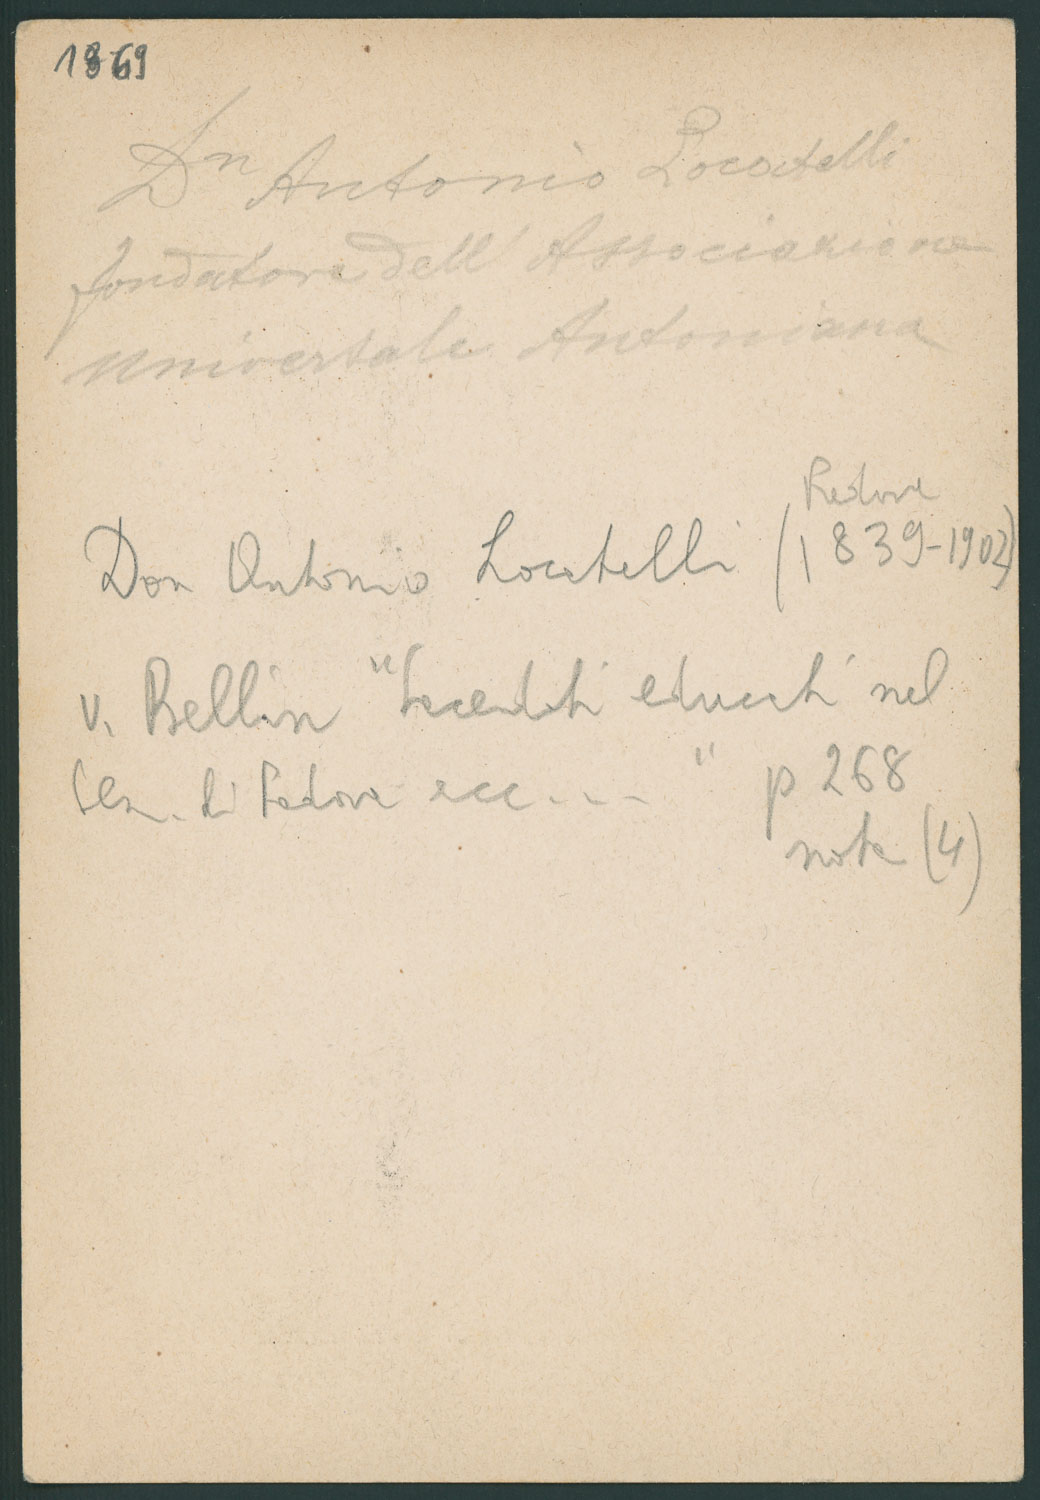 1869
Dn Antonio Locatelli
fondatore dell'Associazione
universale Antoniana
Padova
Don Antonio Locatelli (1839-1902)
v. Bellini "Sacerdoti educati nel
Sem. di Padova ecc...." p 268
nota (4)